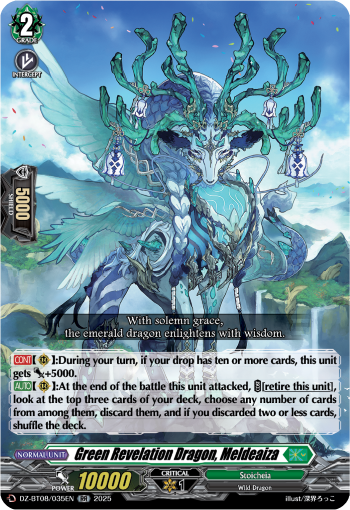 2
GRADE
INTERCEPT
5000
SHIELD
With solemn grace,
the emerald dragon enlightens with wisdom.
CONT【 】:During your turn, if your drop has ten or more cards, this unit
gets +5000.
AUTO【 】:At the end of the battle this unit attacked, [retire this unit],
look at the top three cards of your deck, choose any number of cards
from among them, discard them, and if you discarded two or less cards,
shuffle the deck.
NORMAL UNIT
Green Revelation Dragon, Meldeaiza
POWER 10000
CRITICAL
1
Stoicheia
Wild Dragon
DZ-BT08/035EN RR 2025
illust/深界ろっこ